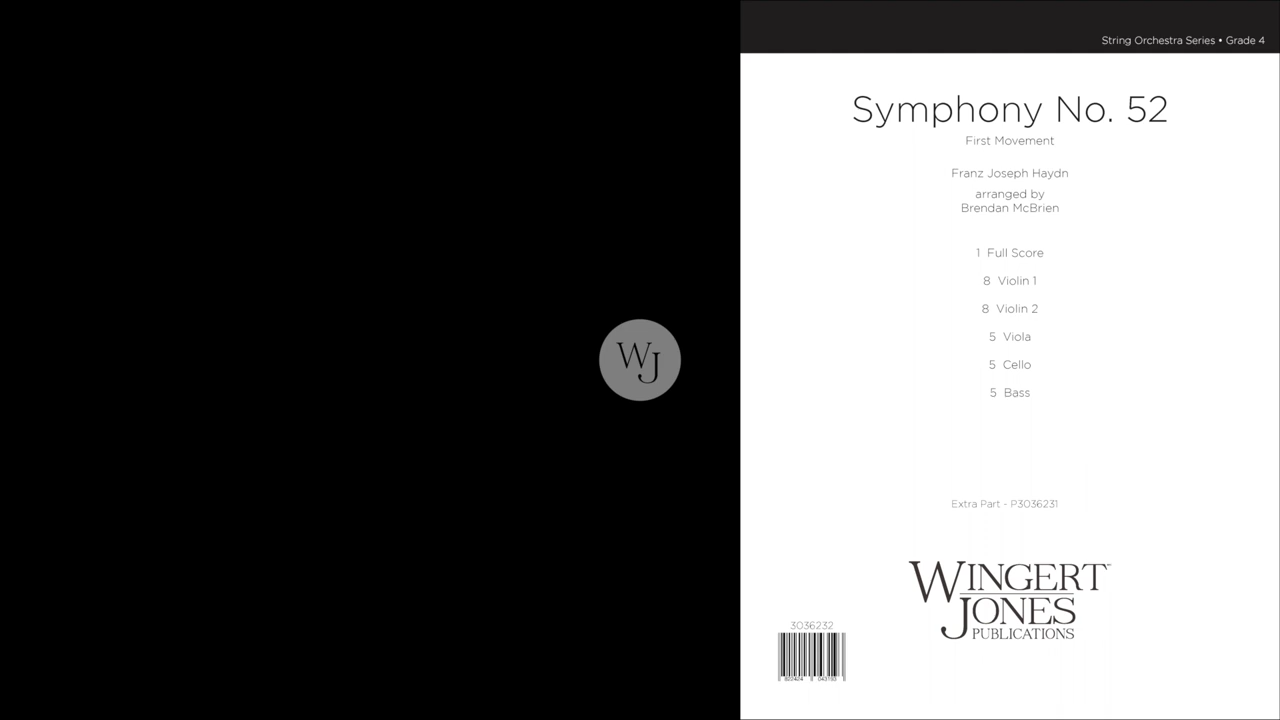 String Orchestra Series • Grade 4
Symphony No. 52
First Movement
Franz Joseph Haydn
arranged by
Brendan McBrien
1 Full Score
8 Violin 1
8 Violin 2
5 Viola
5 Cello
5 Bass
WJ
Extra Part - P3036231
WINGERT
JONES
PUBLICATIONS
3036232